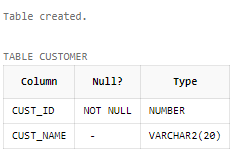 Table created.
TABLE CUSTOMER
Column Null? Type
CUST_ID NOT NULL NUMBER
CUST_NAME - VARCHAR2(20)